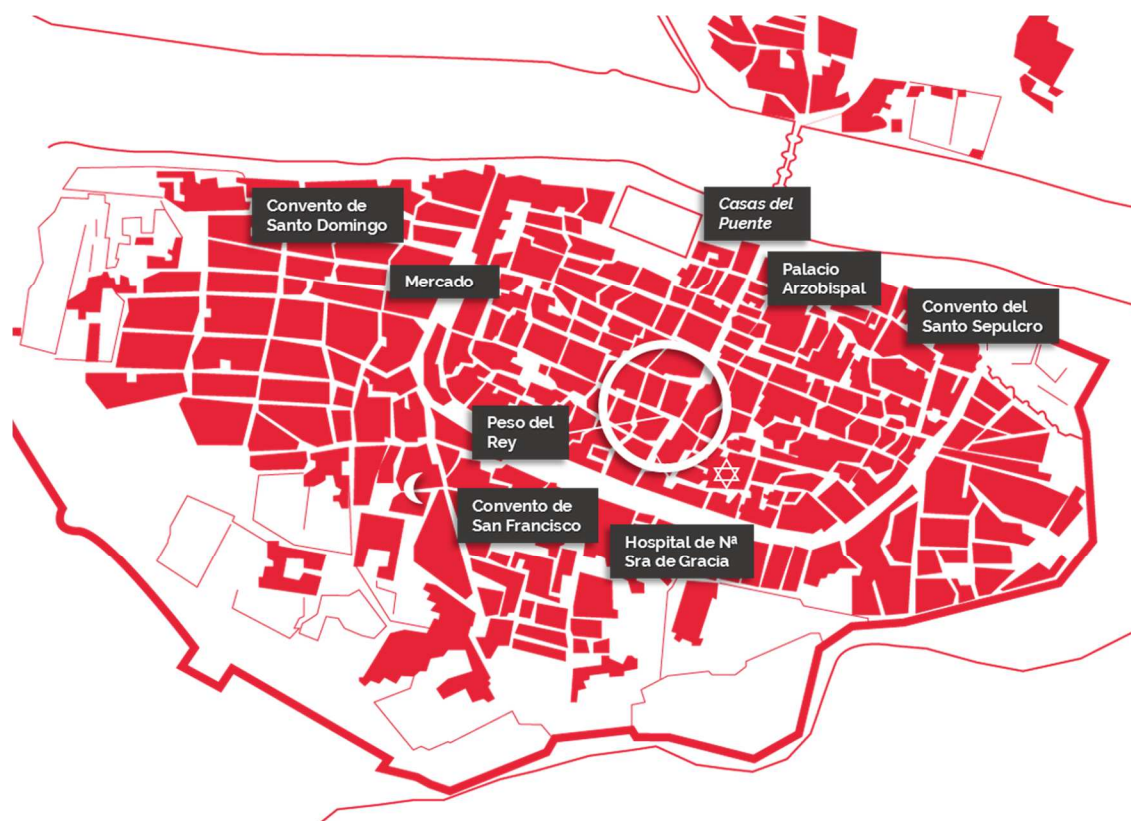 Convento de
Santo Domingo
Casas del
Puente
Mercado
Palacio
Arzobispal
Convento del
Santo Sepulcro
Peso del
Rey
Convento de
San Francisco
Hospital de Nª
Sra de Gracia